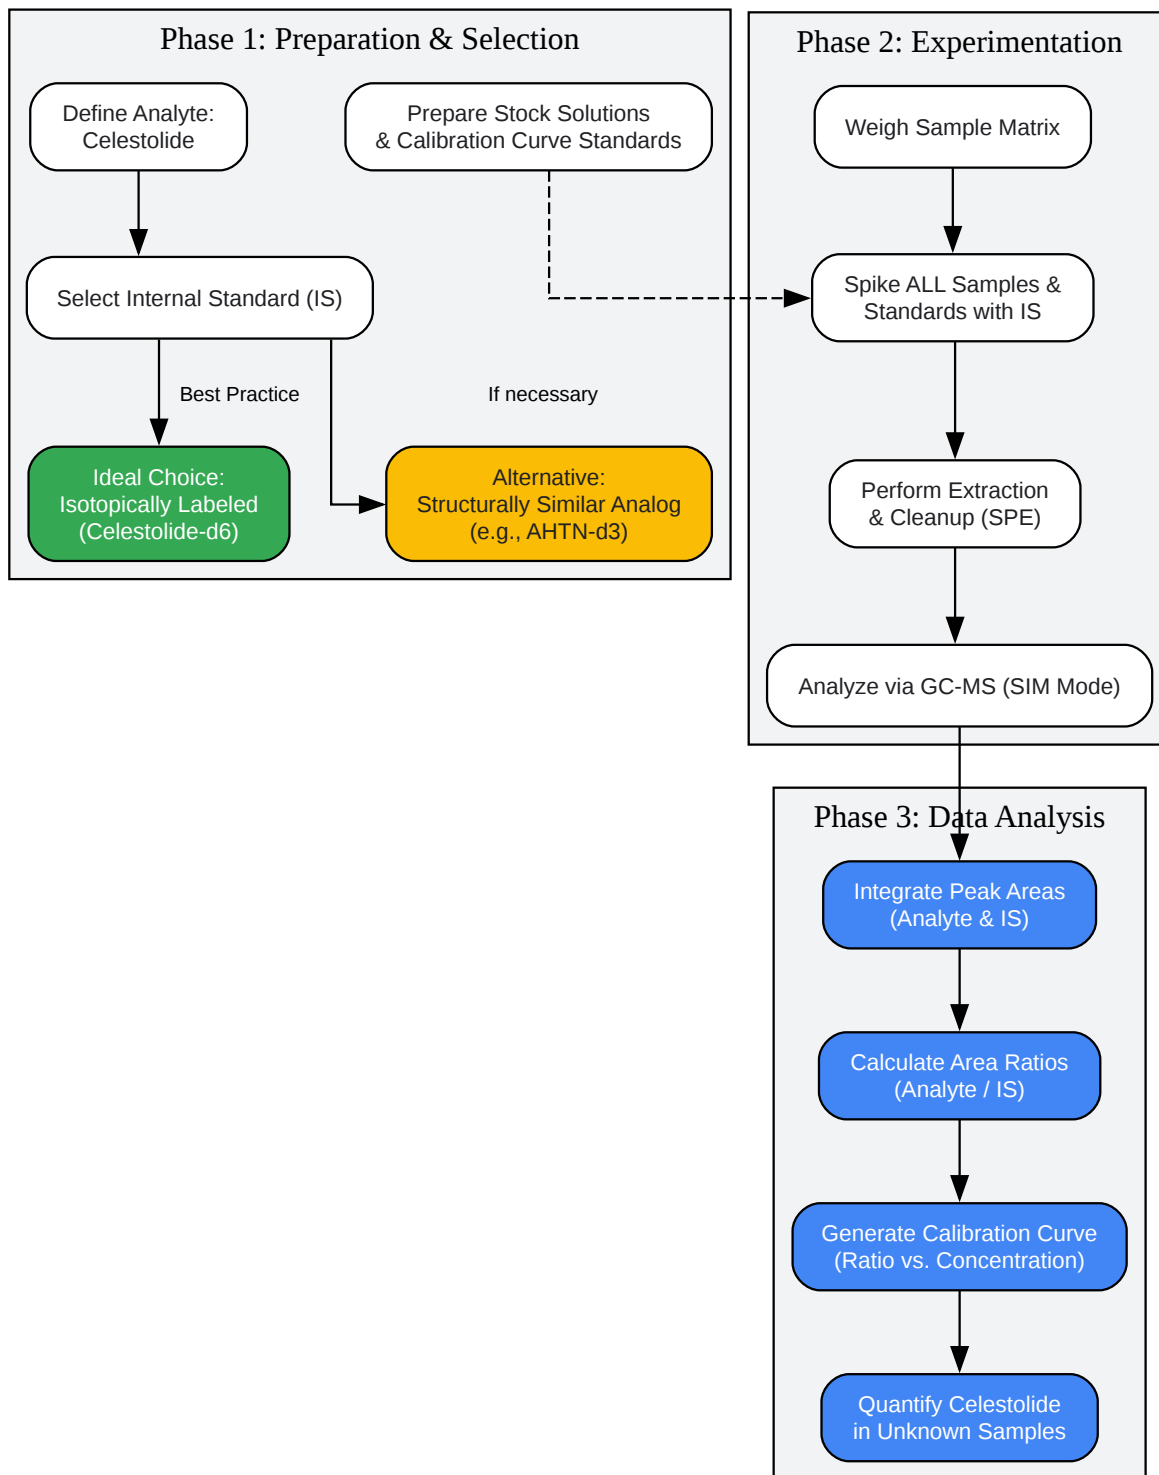 Phase 1: Preparation & Selection
Define Analyte:
Celestolide
Prepare Stock Solutions
& Calibration Curve Standards
Select Internal Standard (IS)
Best Practice
If necessary
Ideal Choice:
Isotopically Labeled
(Celestolide-d6)
Alternative:
Structurally Similar Analog
(e.g., AHTN-d3)
Phase 2: Experimentation
Weigh Sample Matrix
Spike ALL Samples &
Standards with IS
Perform Extraction
& Cleanup (SPE)
Analyze via GC-MS (SIM Mode)
Phase 3: Data Analysis
Integrate Peak Areas
(Analyte & IS)
Calculate Area Ratios
(Analyte / IS)
Generate Calibration Curve
(Ratio vs. Concentration)
Quantify Celestolide
in Unknown Samples